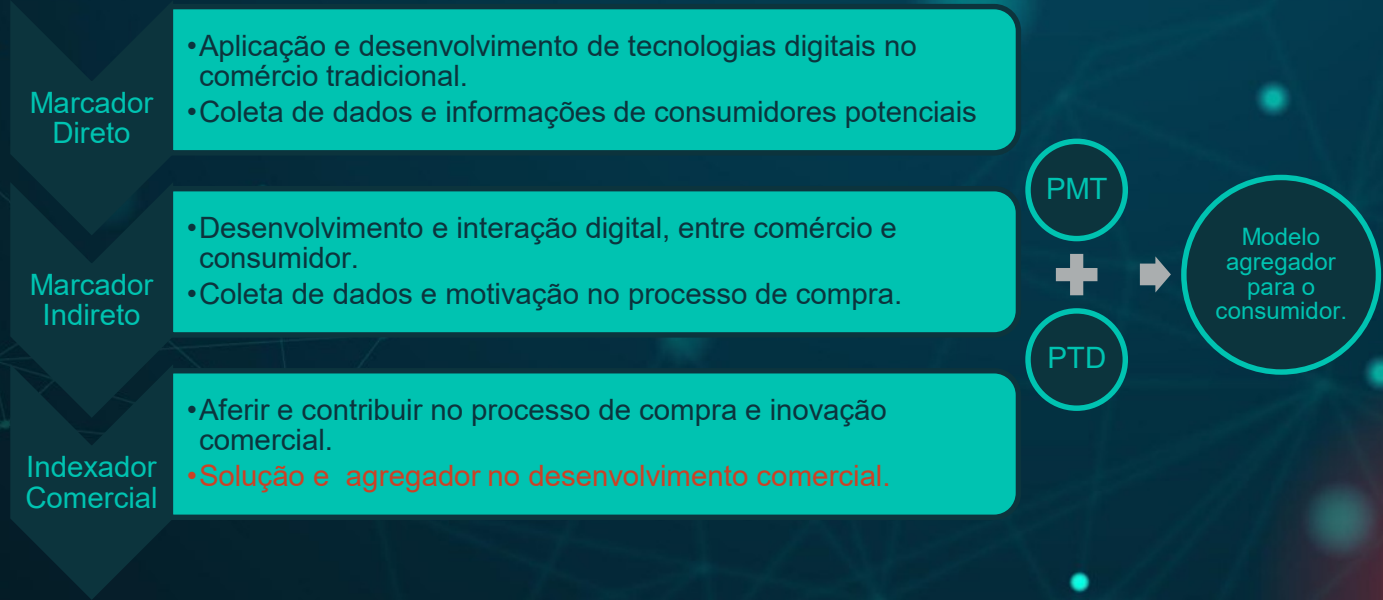 Marcador
Direto
•Aplicação e desenvolvimento de tecnologias digitais no
comércio tradicional.
•Coleta de dados e informações de consumidores potenciais
Marcador
Indireto
•Desenvolvimento e interação digital, entre comércio e
consumidor.
•Coleta de dados e motivação no processo de compra.
Indexador
Comercial
•Aferir e contribuir no processo de compra e inovação
comercial.
•Solução e  agregador no desenvolvimento comercial.
PMT
PTD
Modelo
agregador
para o
consumidor.